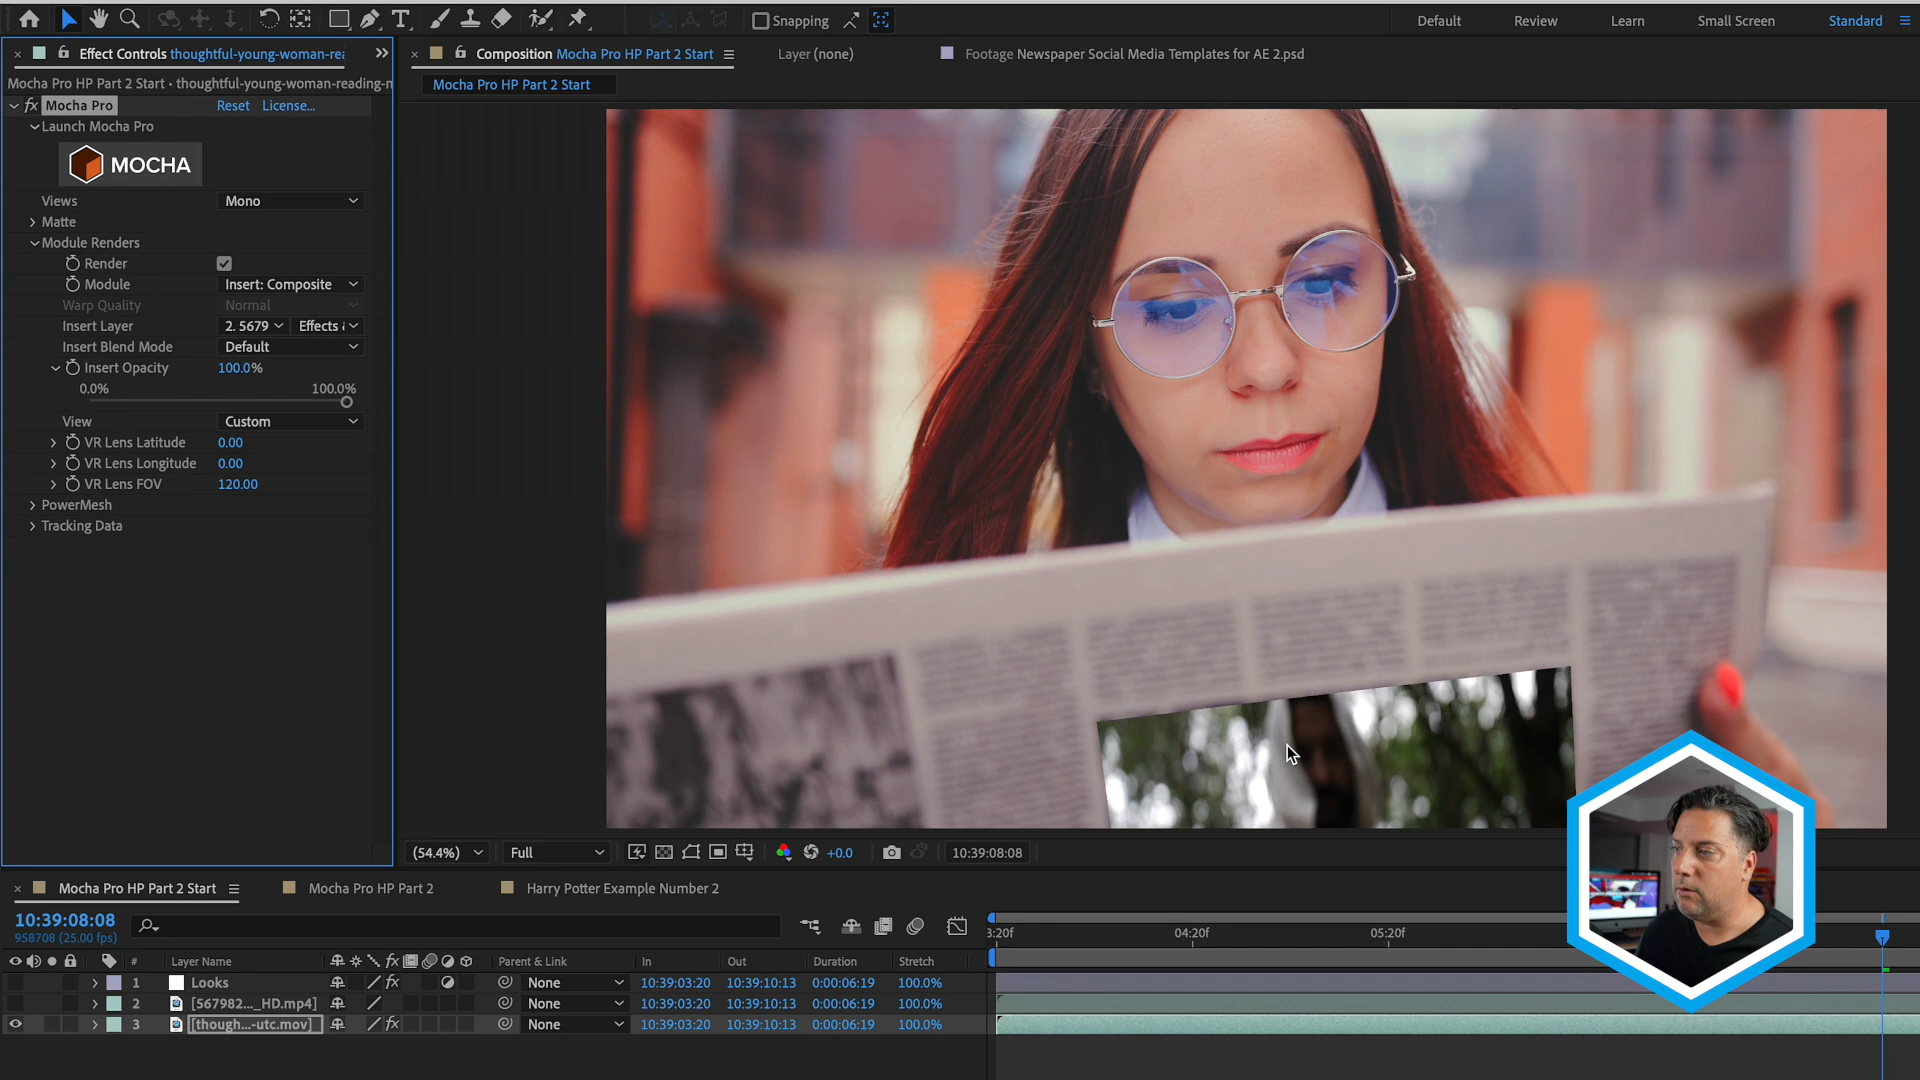 Snapping
Default
Review
Learn
Small Screen
Standard
Effect Controls thoughtful-young-woman-rea
Composition Mocha Pro HP Part 2 Start
Layer (none)
Footage Newspaper Social Media Templates for AE 2.psd
Mocha Pro HP Part 2 Start • thoughtful-young-woman-reading-n
Mocha Pro HP Part 2 Start
fx Mocha Pro
Reset
License...
Launch Mocha Pro
MOCHA
Views
Mono
Matte
Module Renders
Render
Module
Insert: Composite
Warp Quality
Normal
Insert Layer
2. 5679
Effects &
Insert Blend Mode
Default
Insert Opacity
100.0%
0.0%
100.0%
View
Custom
VR Lens Latitude
0.00
VR Lens Longitude
0.00
VR Lens FOV
120.00
PowerMesh
Tracking Data
(54.4%)
Full
+0.0
10:39:08:08
Mocha Pro HP Part 2 Start
Mocha Pro HP Part 2
Harry Potter Example Number 2
10:39:08:08
958708 (25.00 fps)
3:20f
04:20f
05:20f
#
Layer Name
fx
Parent & Link
In
Out
Duration
Stretch
1
Looks
fx
None
10:39:03:20
10:39:10:13
0:00:06:19
100.0%
2
[567982..._HD.mp4]
None
10:39:03:20
10:39:10:13
0:00:06:19
100.0%
3
[though...-utc.mov]
fx
None
10:39:03:20
10:39:10:13
0:00:06:19
100.0%